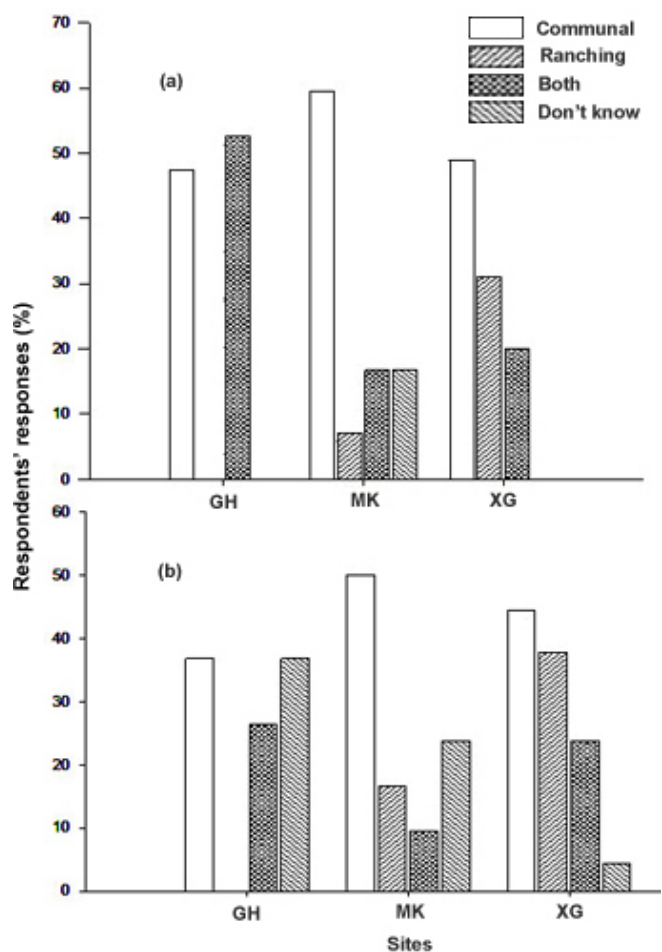 Respondents' responses (%)
70
60
50
40
30
20
10
0
(a)
Communal
Ranching
Both
Don't know
GH MK XG
60
50
40
30
20
10
0
(b)
GH MK XG
Sites